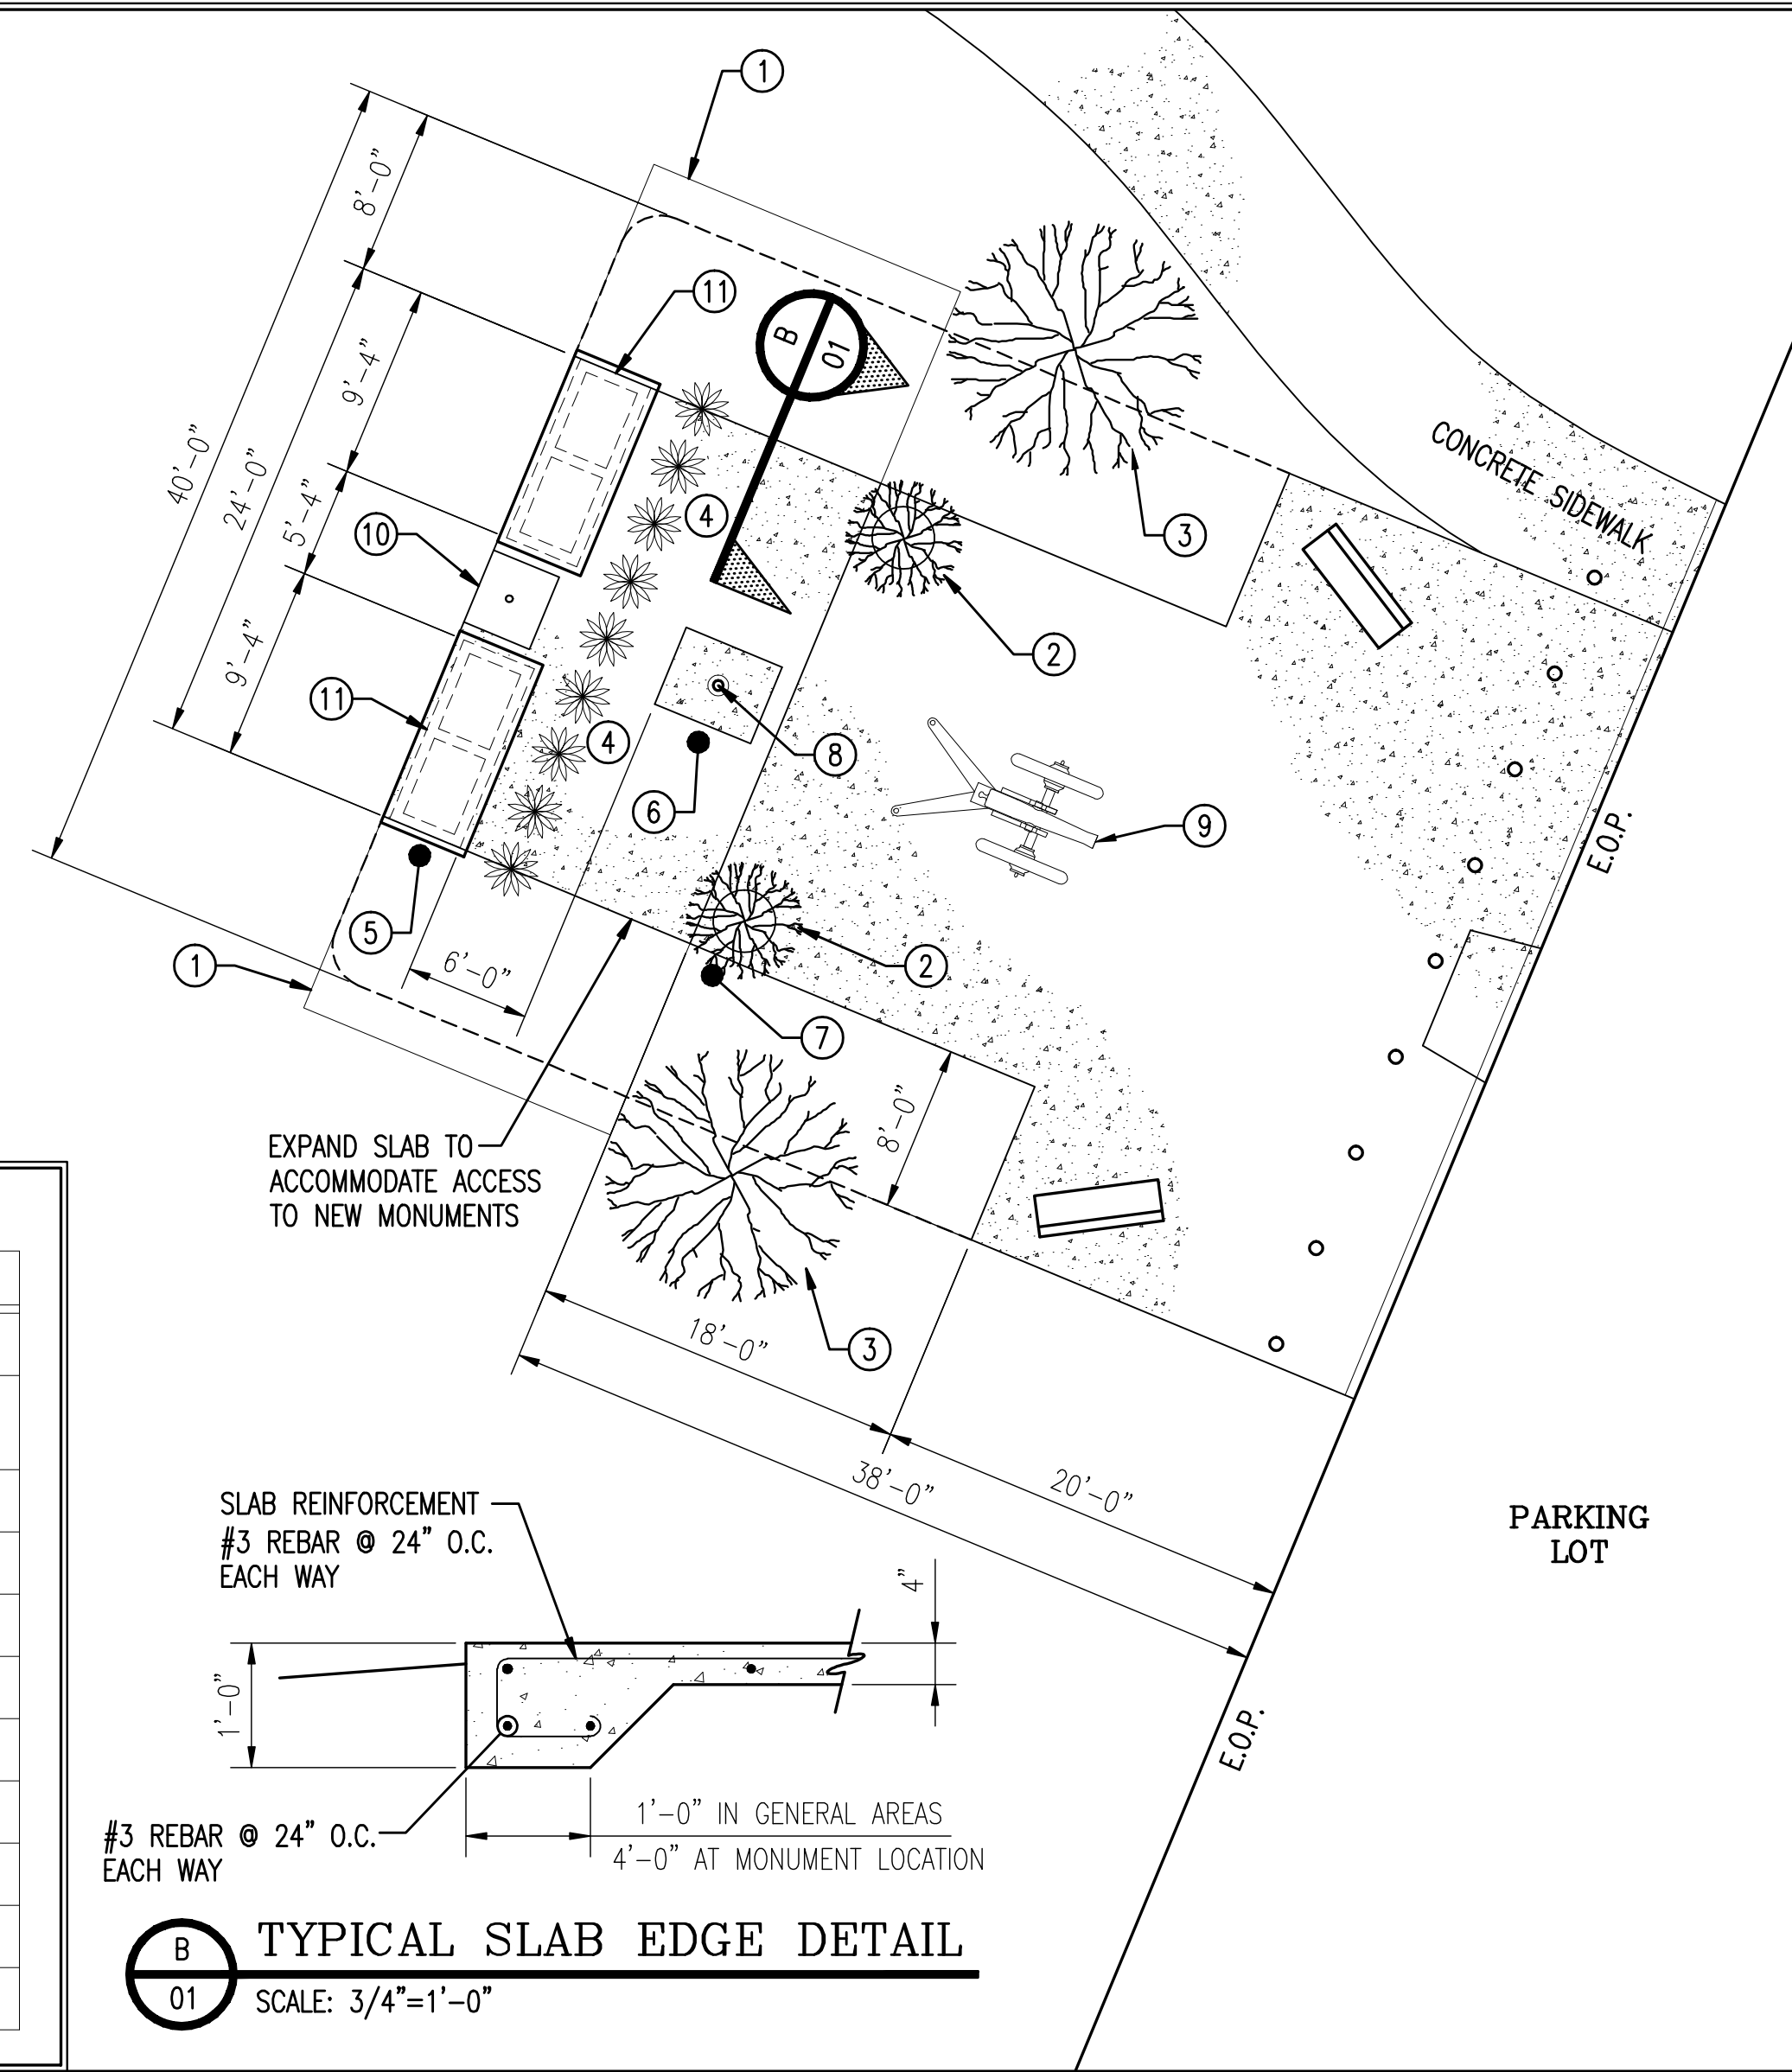 1
8'-0"
11
B
01
9'-4"
40'-0"
24'-0"
CONCRETE SIDEWALK
5'-4"
4
10
3
2
9'-4"
11
4
8
6
9
E.O.P.
5
6'-0"
1
2
7
8'-0"
EXPAND SLAB TO
ACCOMMODATE ACCESS
TO NEW MONUMENTS
18'-0"
3
38'-0"
20'-0"
PARKING
LOT
SLAB REINFORCEMENT
#3 REBAR @ 24" O.C.
EACH WAY
4"
1'-0"
E.O.P.
1'-0" IN GENERAL AREAS
4'-0" AT MONUMENT LOCATION
#3 REBAR @ 24" O.C.
EACH WAY
B
01
TYPICAL SLAB EDGE DETAIL
SCALE: 3/4"=1'-0"